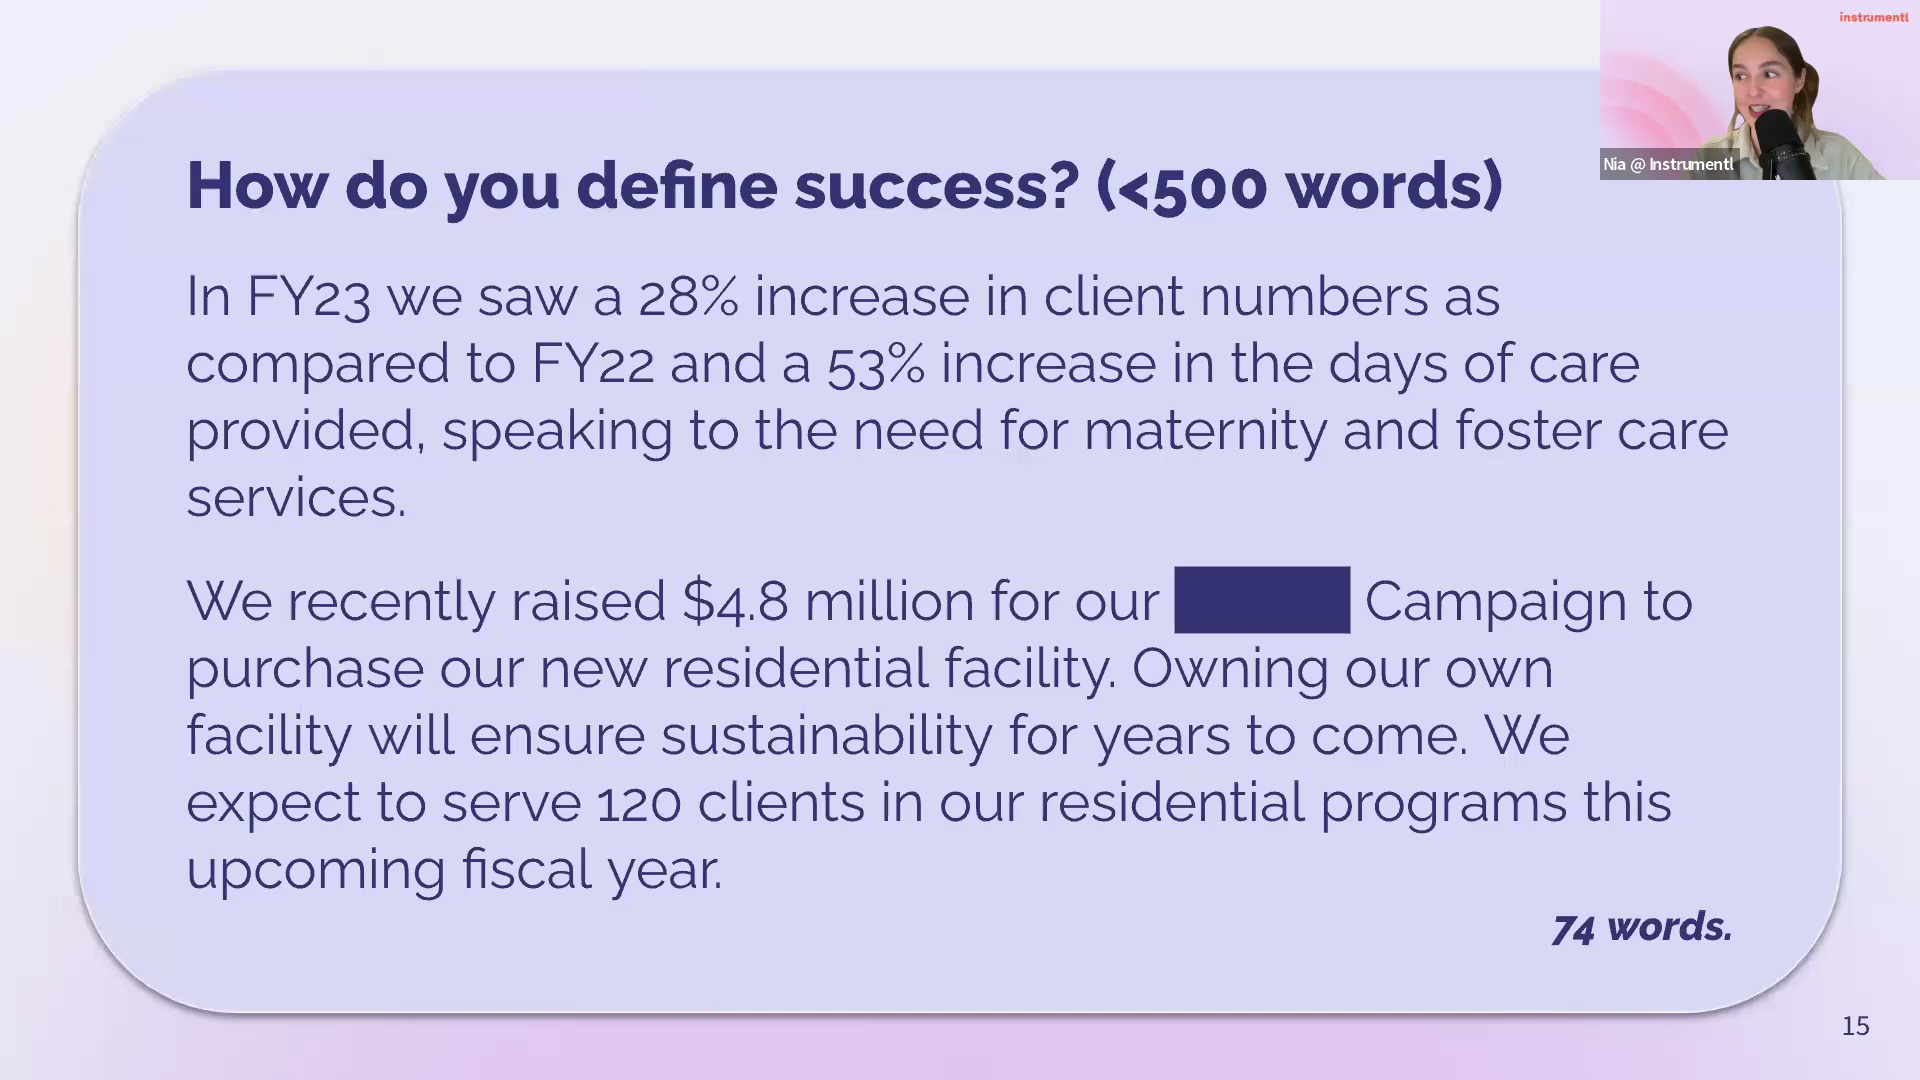 instrumentl
Nia @ Instrumentl
How do you define success? (<500 words)
In FY23 we saw a 28% increase in client numbers as
compared to FY22 and a 53% increase in the days of care
provided, speaking to the need for maternity and foster care
services.
We recently raised $4.8 million for our Campaign to
purchase our new residential facility. Owning our own
facility will ensure sustainability for years to come. We
expect to serve 120 clients in our residential programs this
upcoming fiscal year.
74 words.
15